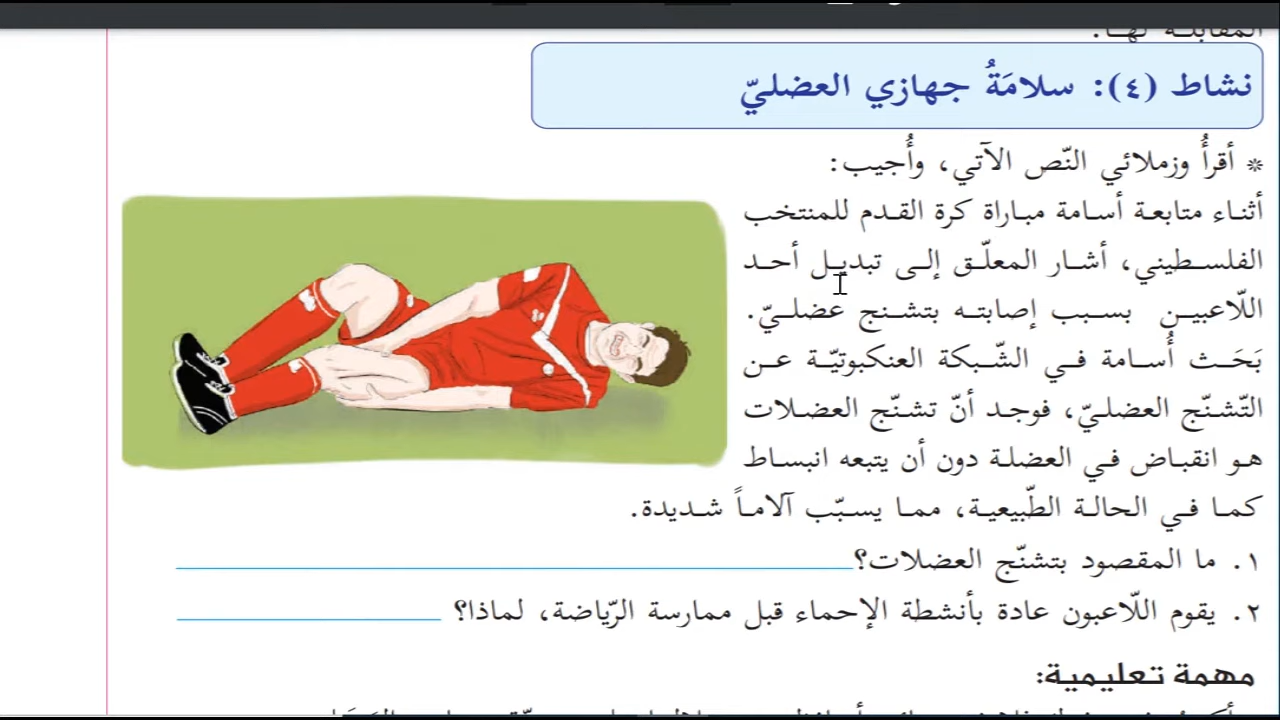 المقابلة لها.
نشاط (٤): سلامَةُ جهازي العضليّ
* أقرأُ وزملائي النّص الآتي، وأُجيب:
أثناء متابعة أسامة مباراة كرة القدم للمنتخب
الفلسطيني، أشار المعلّق إلى تبديل أحد
اللّاعبين بسبب إصابته بتشنج عضليّ.
بَحَث أُسامة في الشّبكة العنكبوتيّة عن
التّشنّج العضليّ، فوجد أنّ تشنّج العضلات
هو انقباض في العضلة دون أن يتبعه انبساط
كما في الحالة الطّبيعية، مما يسبّب آلاماً شديدة.
١. ما المقصود بتشنّج العضلات؟
٢. يقوم اللّاعبون عادة بأنشطة الإحماء قبل ممارسة الرّياضة، لماذا؟
مهمة تعليمية: